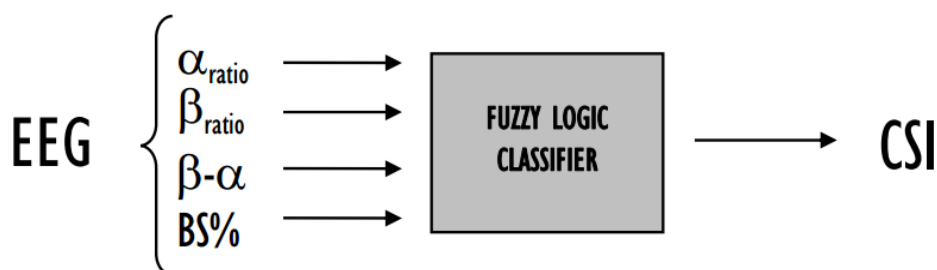 EEG
αratio
βratio
β-α
BS%
FUZZY LOGIC
CLASSIFIER
CSI